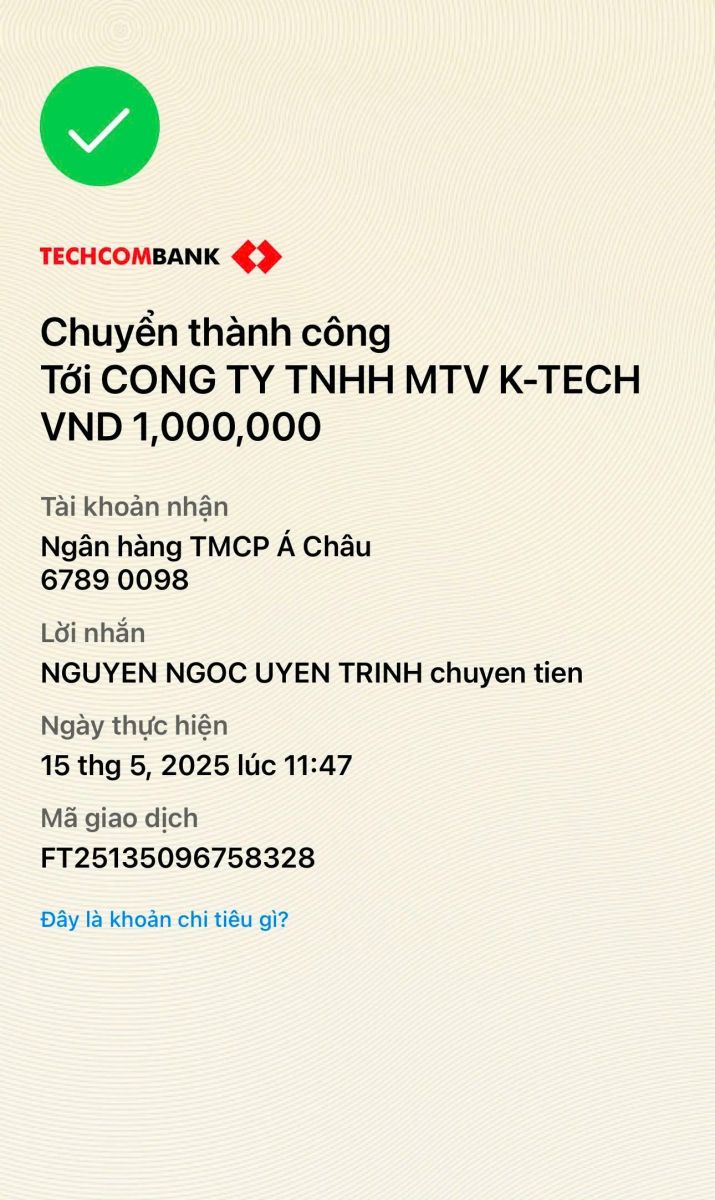 TECHCOMBANK
Chuyển thành công
Tới CONG TY TNHH MTV K-TECH
VND 1,000,000
Tài khoản nhận
Ngân hàng TMCP Á Châu
6789 0098
Lời nhắn
NGUYEN NGOC UYEN TRINH chuyen tien
Ngày thực hiện
15 thg 5, 2025 lúc 11:47
Mã giao dịch
FT25135096758328
Đây là khoản chi tiêu gì?